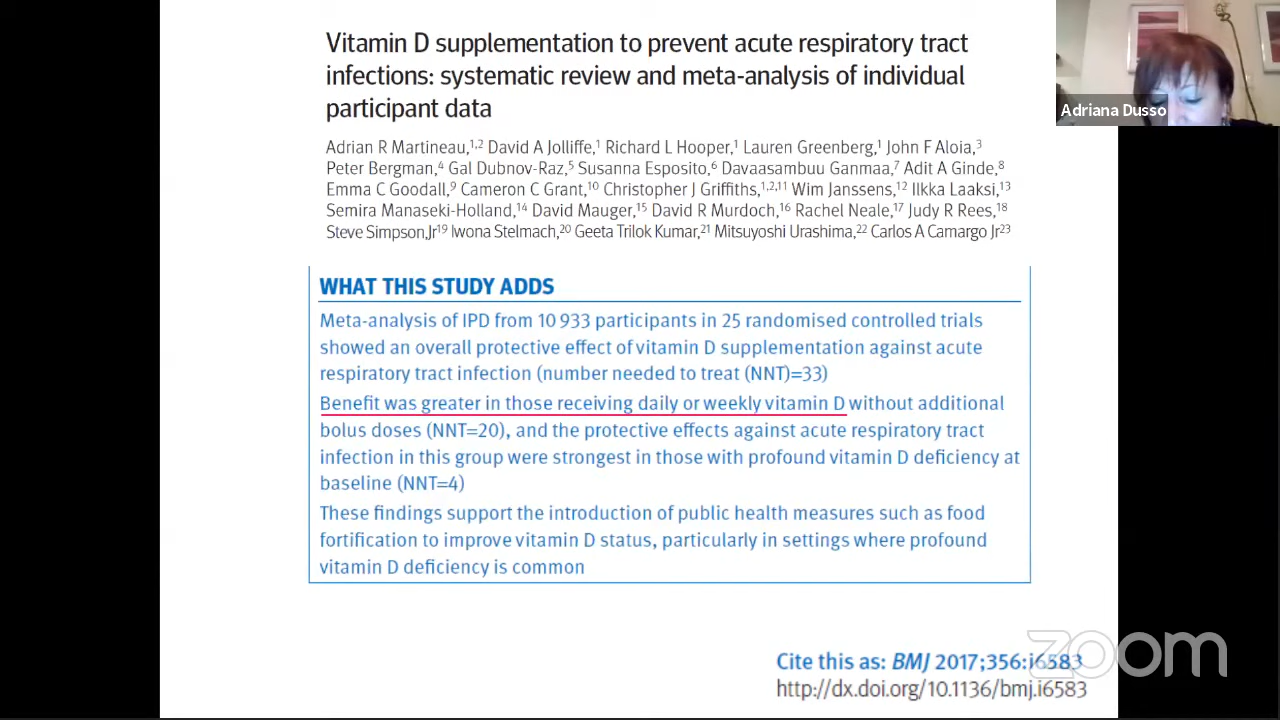 Vitamin D supplementation to prevent acute respiratory tract
infections: systematic review and meta-analysis of individual
participant data
Adrian R Martineau,1,2 David A Jolliffe,1 Richard L Hooper,1 Lauren Greenberg,1 John F Aloia,3
Peter Bergman,4 Gal Dubnov-Raz,5 Susanna Esposito,6 Davaasambuu Ganmaa,7 Adit A Ginde,8
Emma C Goodall,9 Cameron C Grant,10 Christopher J Griffiths,1,2,11 Wim Janssens,12 Ilkka Laaksi,13
Semira Manaseki-Holland,14 David Mauger,15 David R Murdoch,16 Rachel Neale,17 Judy R Rees,18
Steve Simpson,Jr19 Iwona Stelmach,20 Geeta Trilok Kumar,21 Mitsuyoshi Urashima,22 Carlos A Camargo Jr23
WHAT THIS STUDY ADDS
Meta-analysis of IPD from 10 933 participants in 25 randomised controlled trials
showed an overall protective effect of vitamin D supplementation against acute
respiratory tract infection (number needed to treat (NNT)=33)
Benefit was greater in those receiving daily or weekly vitamin D without additional
bolus doses (NNT=20), and the protective effects against acute respiratory tract
infection in this group were strongest in those with profound vitamin D deficiency at
baseline (NNT=4)
These findings support the introduction of public health measures such as food
fortification to improve vitamin D status, particularly in settings where profound
vitamin D deficiency is common
Cite this as: BMJ 2017;356:i6583
http://dx.doi.org/10.1136/bmj.i6583
Adriana Dusso
zoom